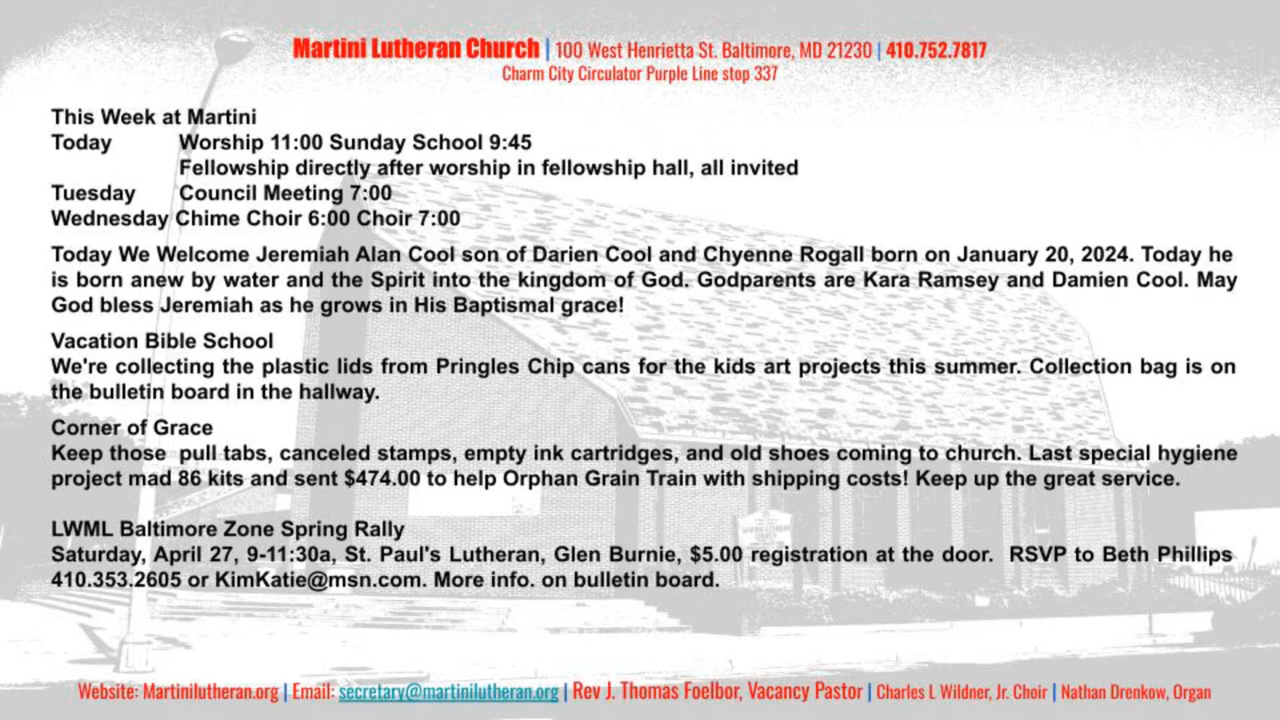 Martini Lutheran Church | 100 West Henrietta St. Baltimore, MD 21230 | 410.752.7817
Charm City Circulator Purple Line stop 337
This Week at Martini
Today Worship 11:00 Sunday School 9:45
Fellowship directly after worship in fellowship hall, all invited
Tuesday Council Meeting 7:00
Wednesday Chime Choir 6:00 Choir 7:00
Today We Welcome Jeremiah Alan Cool son of Darien Cool and Chyenne Rogall born on January 20, 2024. Today he
is born anew by water and the Spirit into the kingdom of God. Godparents are Kara Ramsey and Damien Cool. May
God bless Jeremiah as he grows in His Baptismal grace!
Vacation Bible School
We're collecting the plastic lids from Pringles Chip cans for the kids art projects this summer. Collection bag is on
the bulletin board in the hallway.
Corner of Grace
Keep those pull tabs, canceled stamps, empty ink cartridges, and old shoes coming to church. Last special hygiene
project mad 86 kits and sent $474.00 to help Orphan Grain Train with shipping costs! Keep up the great service.
LWML Baltimore Zone Spring Rally
Saturday, April 27, 9-11:30a, St. Paul's Lutheran, Glen Burnie, $5.00 registration at the door. RSVP to Beth Phillips
410.353.2605 or KimKatie@msn.com. More info. on bulletin board.
Website: Martinilutheran.org | Email: secretary@martinilutheran.org | Rev J. Thomas Foelbor, Vacancy Pastor | Charles L Wildner, Jr. Choir | Nathan Drenkow, Organ